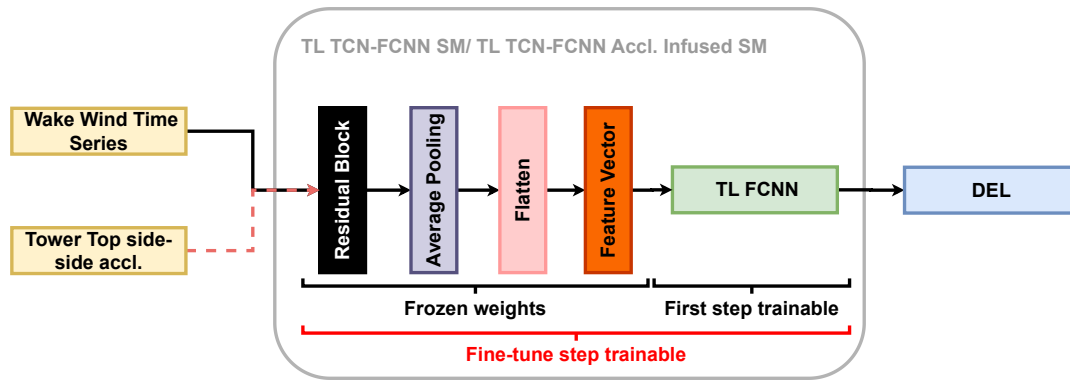 TL TCN-FCNN SM/ TL TCN-FCNN Accl. Infused SM
Wake Wind Time
Series
Tower Top side-
side accl.
Residual Block
Average Pooling
Flatten
Feature Vector
TL FCNN
DEL
Frozen weights
First step trainable
Fine-tune step trainable